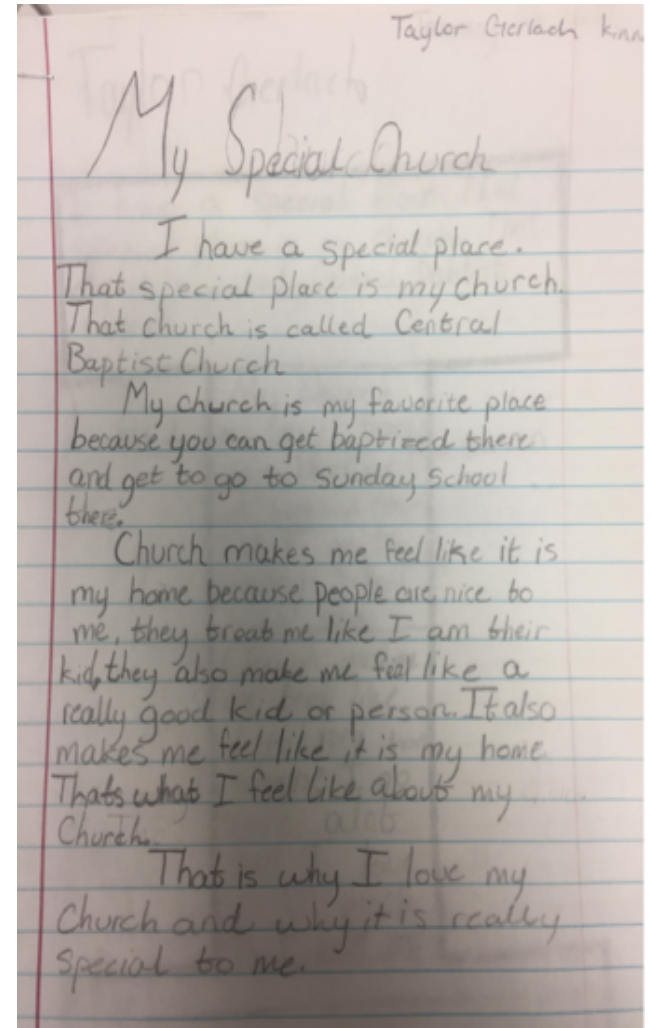 Taylor Gerlach
My Special Church
I have a special place.
That special place is my church.
That church is called Central
Baptist Church
My church is my favorite place
because you can get baptized there
and get to go to Sunday School
there.
Church makes me feel like it is
my home because people are nice to
me, they treat me like I am their
kid, they also make me feel like a
really good kid or person. It also
makes me feel like it is my home
Thats what I feel like about my
Church.
That is why I love my
Church and why it is really
special to me.